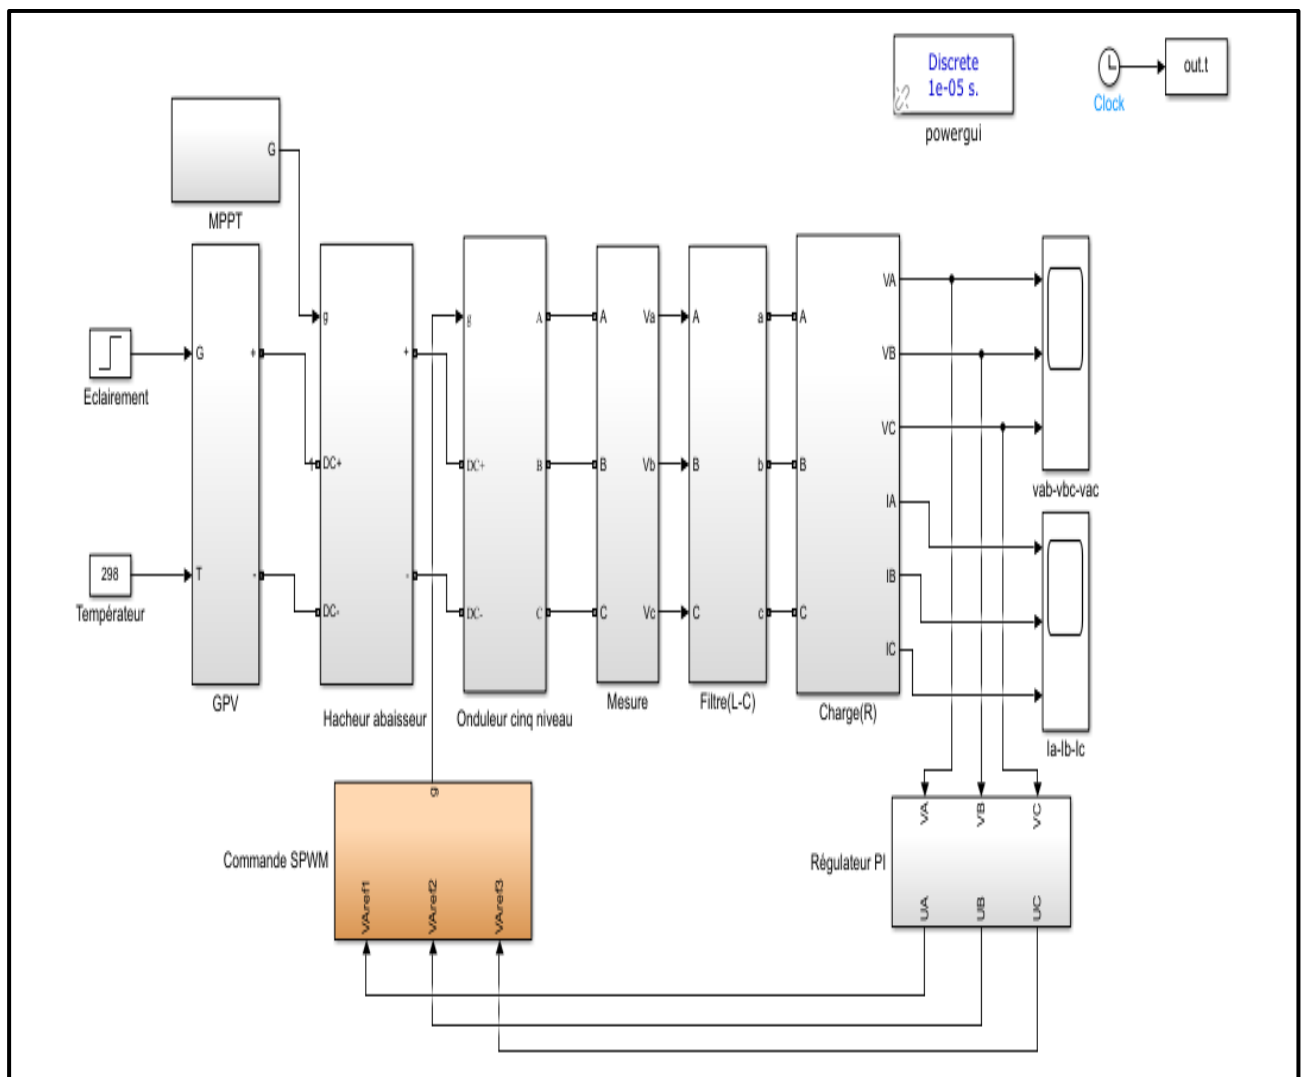 Discrete
1e-05 s.
powergui
Clock
out.t
G
MPPT
Eclairement
G
T
+
-
GPV
298
Températeur
g
DC+
DC-
+
-
Hacheur abaisseur
g
DC+
DC-
A
B
C
Onduleur cinq niveau
A
B
C
Va
Vb
Vc
Mesure
A
B
C
a
b
c
Filtre(L-C)
A
B
C
VA
VB
VC
IA
IB
IC
Charge(R)
vab-vbc-vac
Ia-Ib-Ic
Commande SPWM
g
VAref1
VAref2
VAref3
Régulateur PI
VA
VB
VC
UA
UB
UC